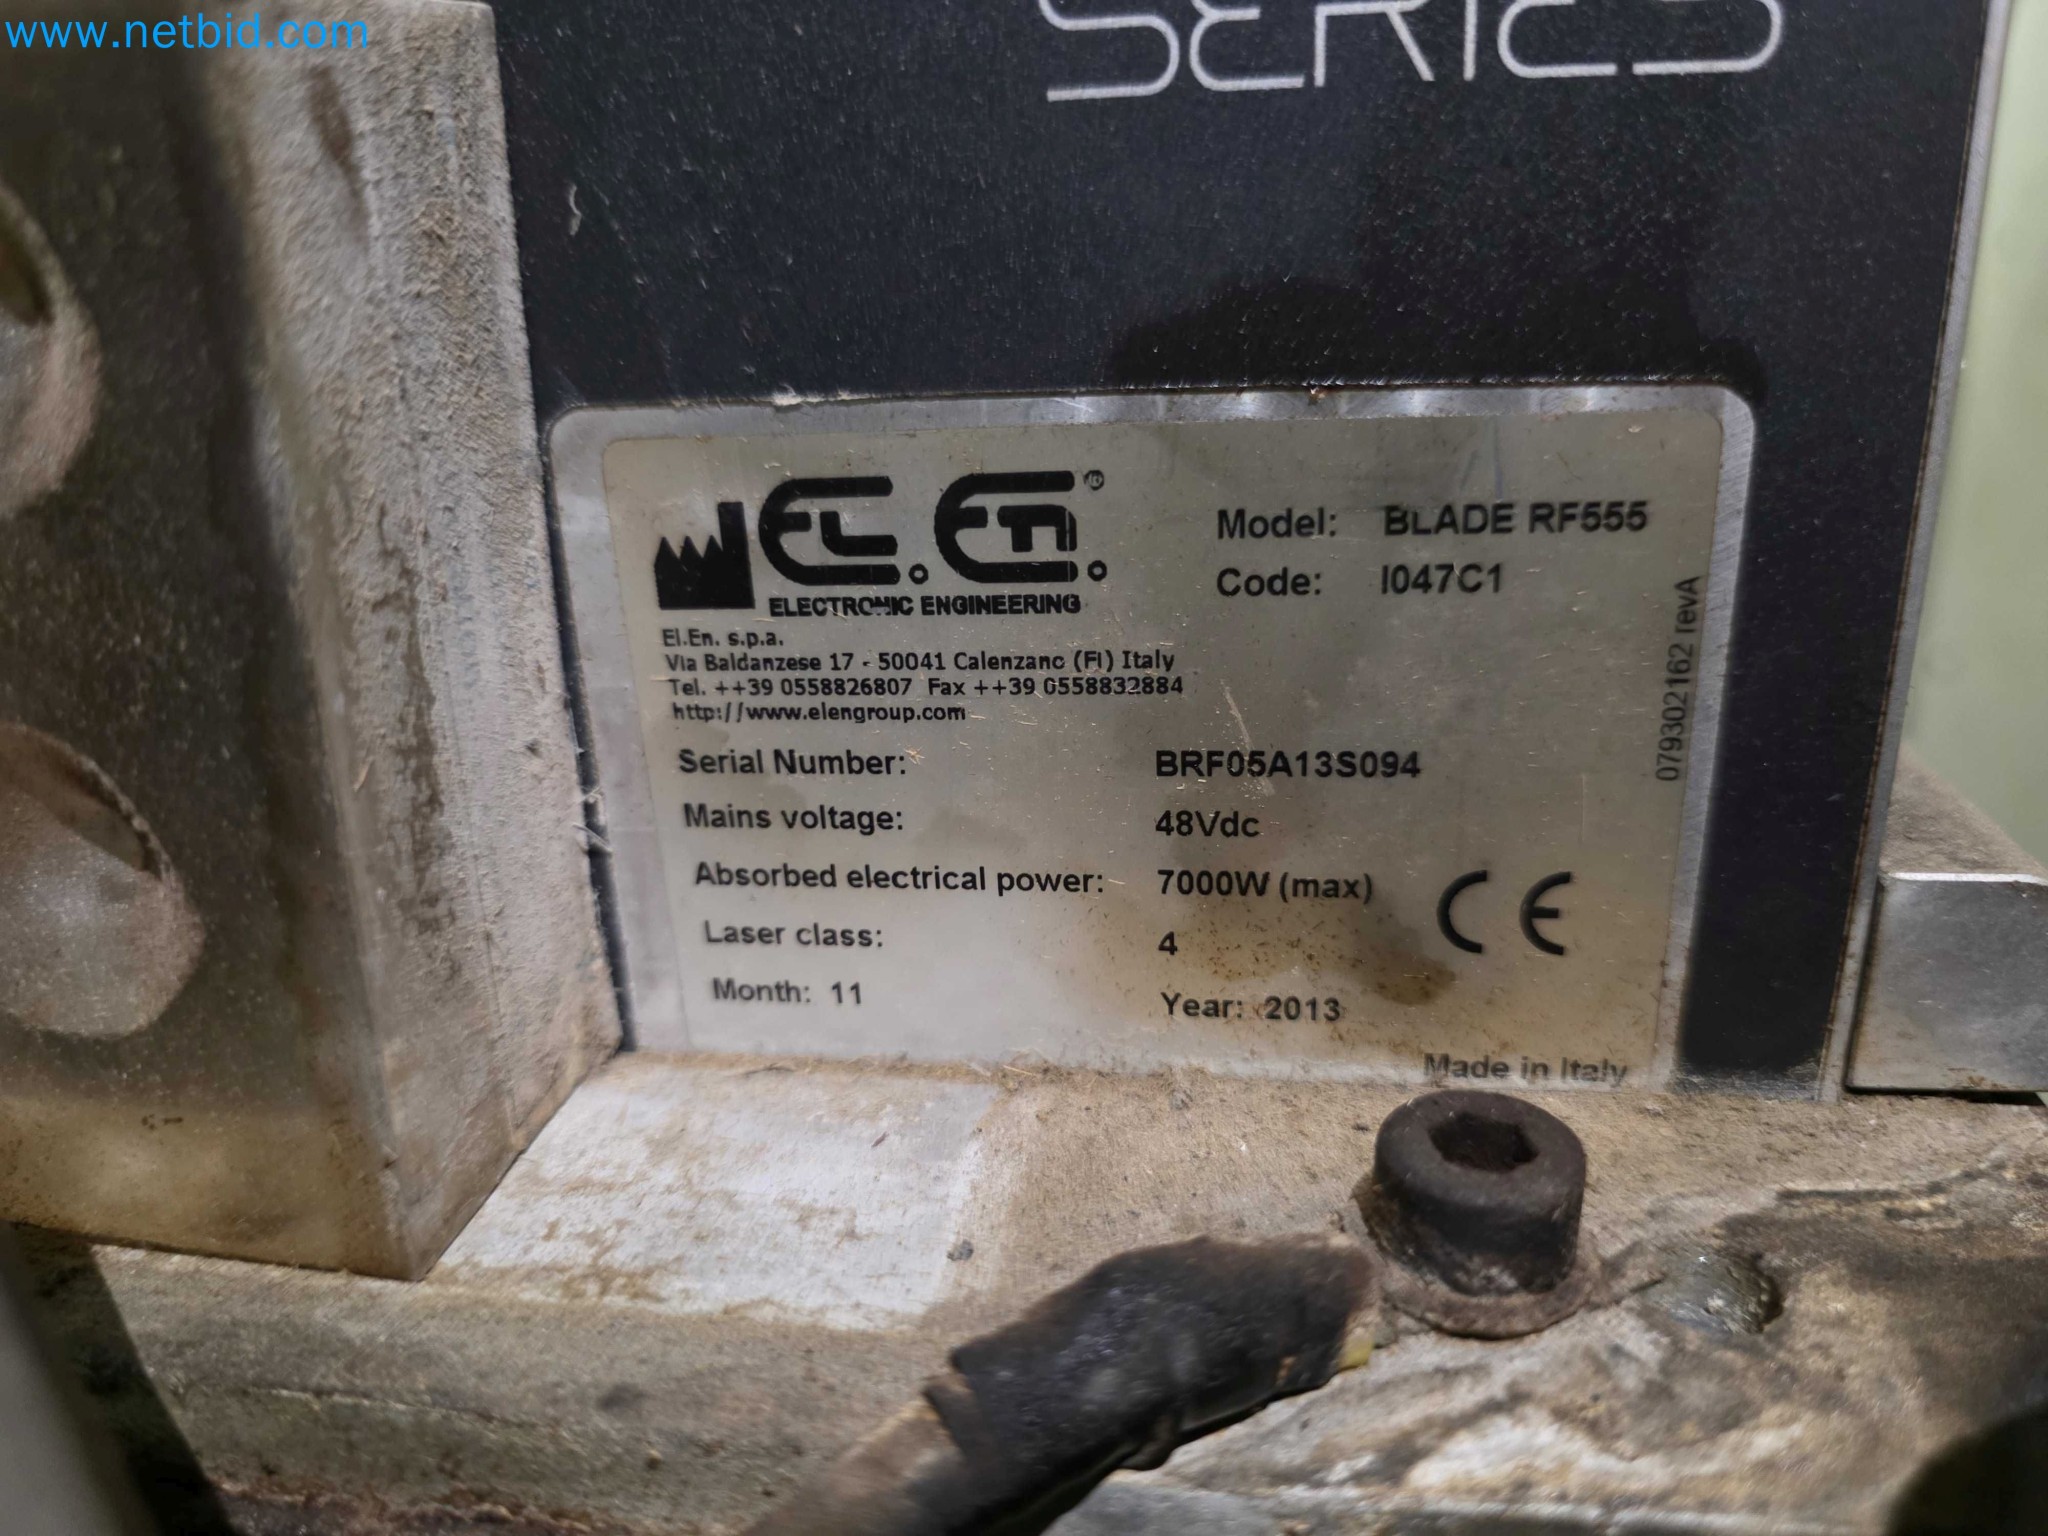 www.netbid.com
SERIES
El.En.®
ELECTRONIC ENGINEERING
El.En. s.p.a.
Via Baldanzese 17 - 50041 Calenzano (FI) Italy
Tel. ++39 0558826807 Fax ++39 0558832884
http://www.elengroup.com
Model: BLADE RF555
Code: I047C1
079302162 revA
Serial Number: BRF05A13S094
Mains voltage: 48Vdc
Absorbed electrical power: 7000W (max)
CE
Laser class: 4
Month: 11 Year: 2013
Made in Italy